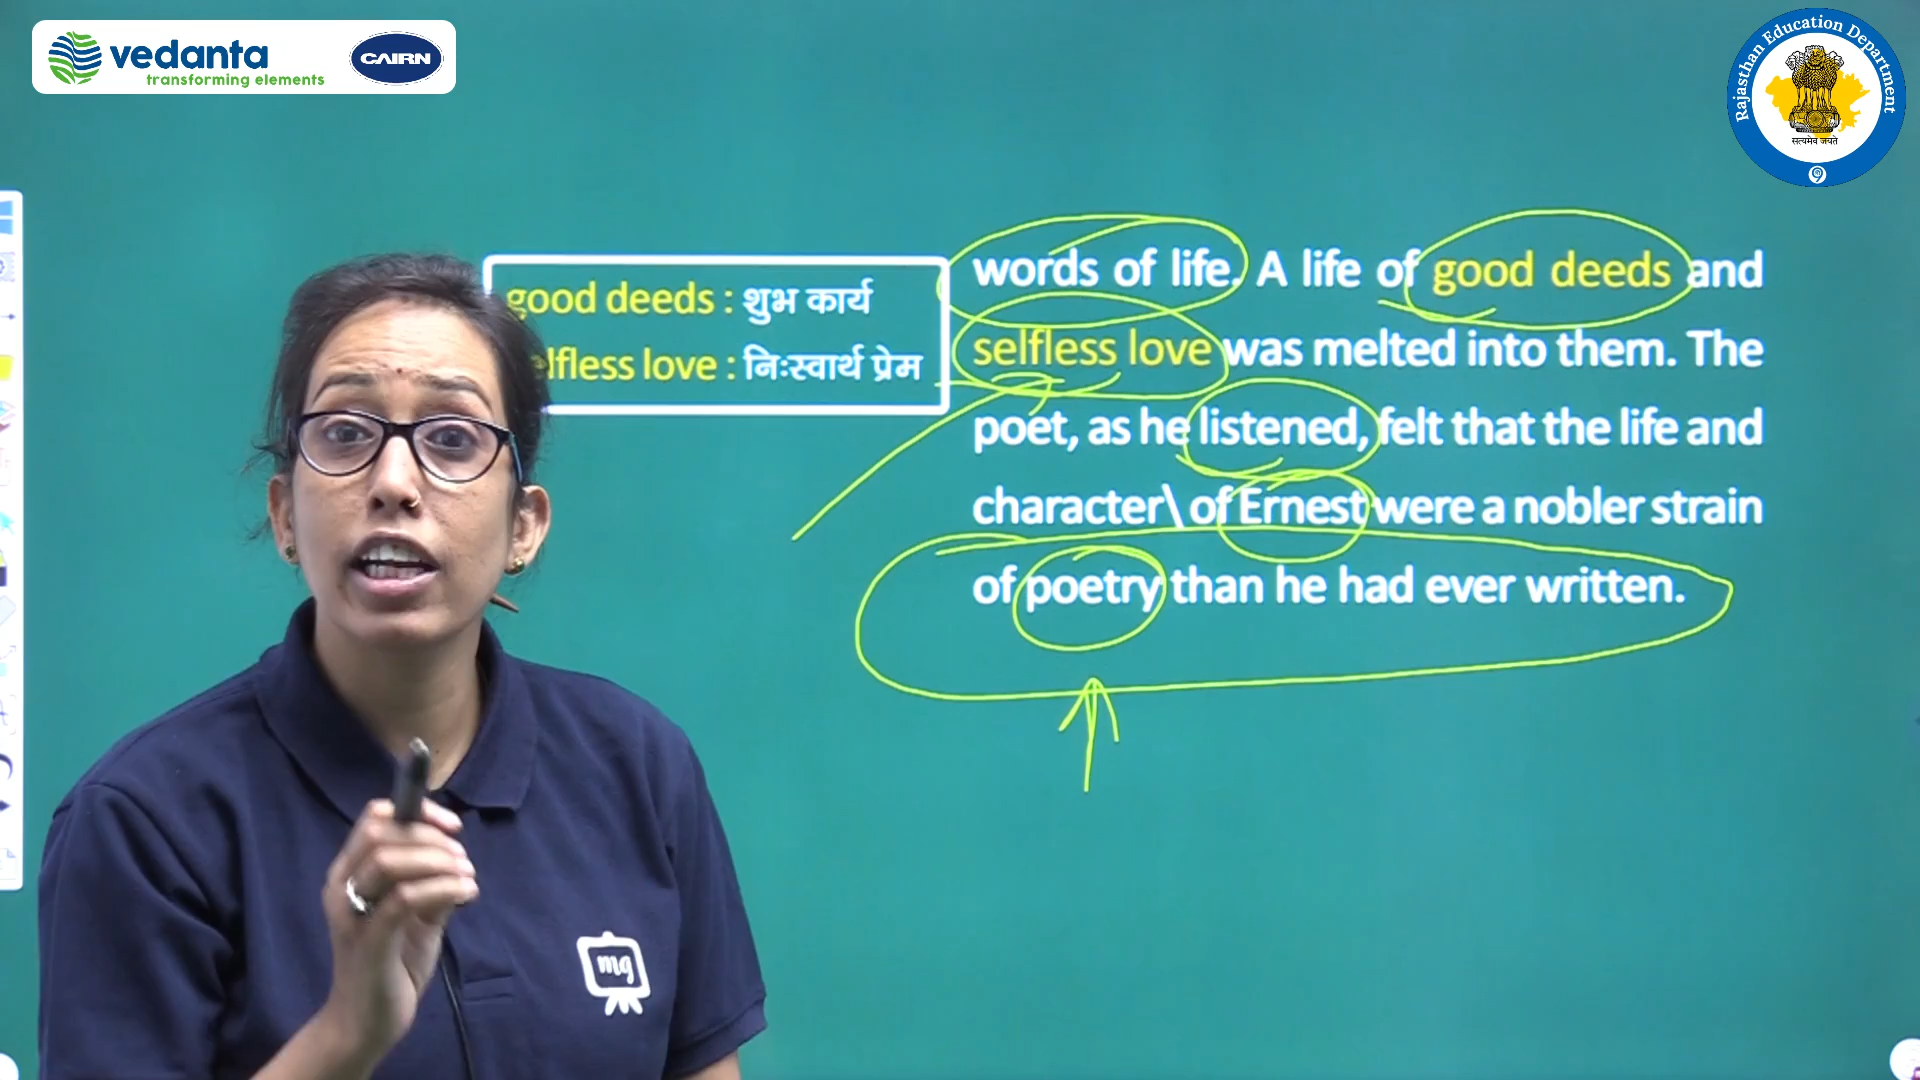 vedanta
transforming elements
CAIRN
Rajasthan Education Department
सत्यमेव जयते
good deeds : शुभ कार्य
elfless love : निःस्वार्थ प्रेम
words of life. A life of good deeds and
selfless love was melted into them. The
poet, as he listened, felt that the life and
character\ of Ernest were a nobler strain
of poetry than he had ever written.
mg